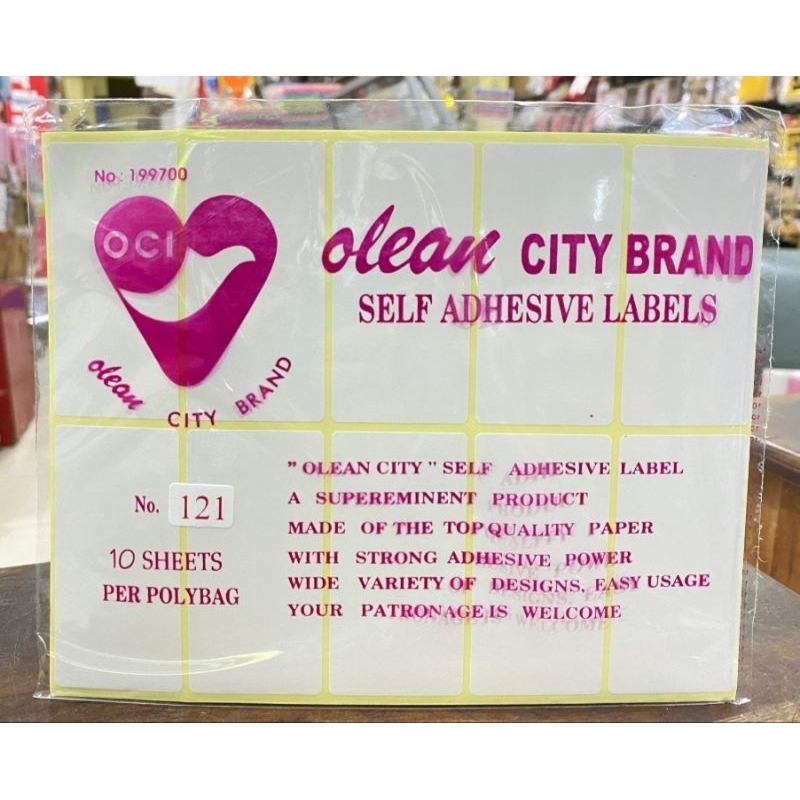 No: 199700
OCI
olean CITY BRAND
SELF ADHESIVE LABELS
olean CITY BRAND
" OLEAN CITY " SELF ADHESIVE LABEL
A SUPEREMINENT PRODUCT
MADE OF THE TOP QUALITY PAPER
WITH STRONG ADHESIVE POWER
WIDE VARIETY OF DESIGNS, EASY USAGE
YOUR PATRONAGE IS WELCOME
No. 121
10 SHEETS
PER POLYBAG